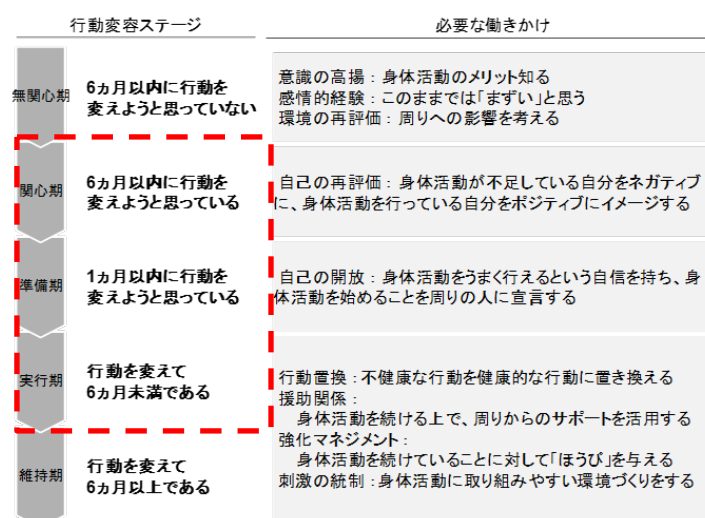 行動変容ステージ
必要な働きかけ
無関心期
6ヵ月以内に行動を
変えようと思っていない
意識の高揚：身体活動のメリット知る
感情的経験：このままでは「まずい」と思う
環境の再評価：周りへの影響を考える
関心期
6ヵ月以内に行動を
変えようと思っている
自己の再評価：身体活動が不足している自分をネガティブ
に、身体活動を行っている自分をポジティブにイメージする
準備期
1ヵ月以内に行動を
変えようと思っている
自己の開放：身体活動をうまく行えるという自信を持ち、身
体活動を始めることを周りの人に宣言する
実行期
行動を変えて
6ヵ月未満である
行動置換：不健康な行動を健康的な行動に置き換える
援助関係：
身体活動を続ける上で、周りからのサポートを活用する
強化マネジメント：
身体活動を続けていることに対して「ほうび」を与える
刺激の統制：身体活動に取り組みやすい環境づくりをする
維持期
行動を変えて
6ヵ月以上である